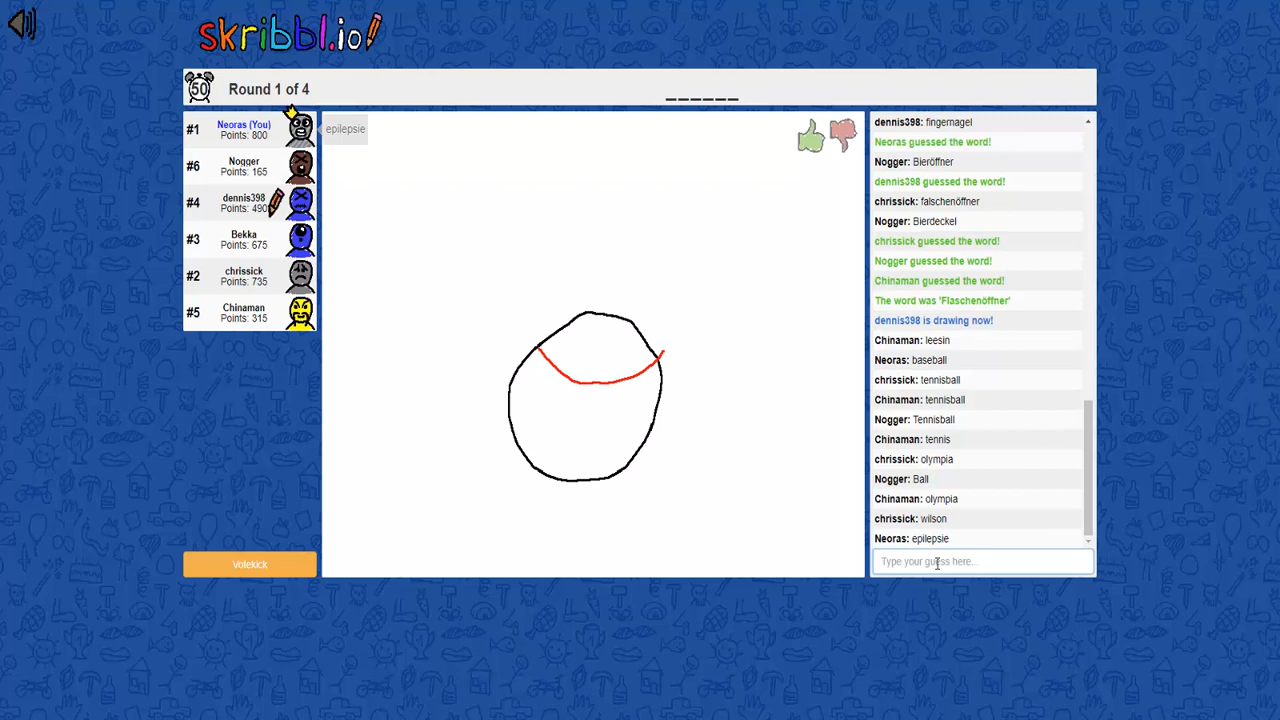 skribbl.io
50 Round 1 of 4
______
#1 Neoras (You)
Points: 800
epilepsie
#6 Nogger
Points: 165
#4 dennis398
Points: 490
#3 Bekka
Points: 675
#2 chrissick
Points: 735
#5 Chinaman
Points: 315
Votekick
dennis398: fingernagel
Neoras guessed the word!
Nogger: Bieröffner
dennis398 guessed the word!
chrissick: falschenöffner
Nogger: Bierdeckel
chrissick guessed the word!
Nogger guessed the word!
Chinaman guessed the word!
The word was 'Flaschenöffner'
dennis398 is drawing now!
Chinaman: leesin
Neoras: baseball
chrissick: tennisball
Chinaman: tennisball
Nogger: Tennisball
Chinaman: tennis
chrissick: olympia
Nogger: Ball
Chinaman: olympia
chrissick: wilson
Neoras: epilepsie
Type your guess here...